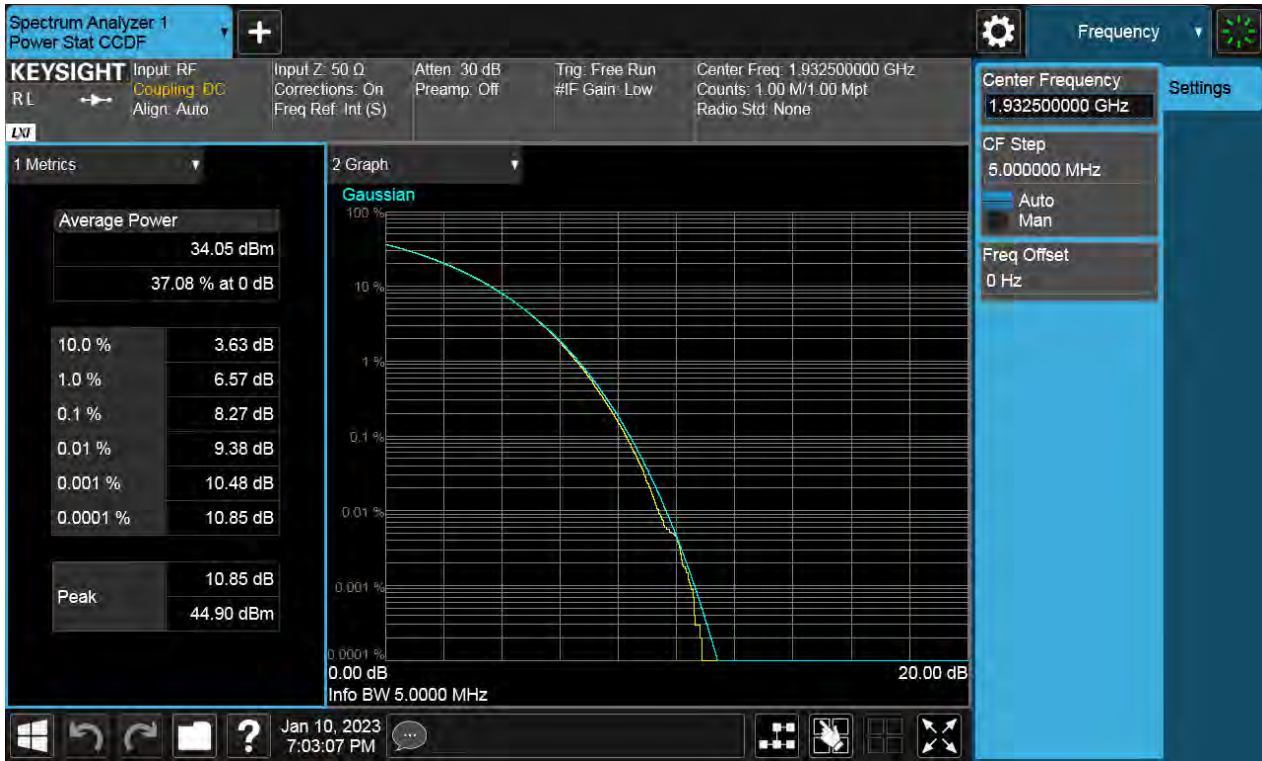 Spectrum Analyzer 1
Power Stat CCDF
+
Frequency
KEYSIGHT
RL
LXI
Input: RF
Coupling: DC
Align: Auto
Input Z: 50 Ω
Corrections: On
Freq Ref: Int (S)
Atten: 30 dB
Preamp: Off
Trig: Free Run
#IF Gain: Low
Center Freq: 1.932500000 GHz
Counts: 1.00 M/1.00 Mpt
Radio Std: None
Center Frequency
1.932500000 GHz
Settings
CF Step
5.000000 MHz
Auto
Man
Freq Offset
0 Hz
1 Metrics
Average Power
34.05 dBm
37.08 % at 0 dB
10.0 % 3.63 dB
1.0 % 6.57 dB
0.1 % 8.27 dB
0.01 % 9.38 dB
0.001 % 10.48 dB
0.0001 % 10.85 dB
Peak
10.85 dB
44.90 dBm
2 Graph
Gaussian
100 %
10 %
1 %
0.1 %
0.01 %
0.001 %
0.0001 %
0.00 dB
20.00 dB
Info BW 5.0000 MHz
?
Jan 10, 2023
7:03:07 PM